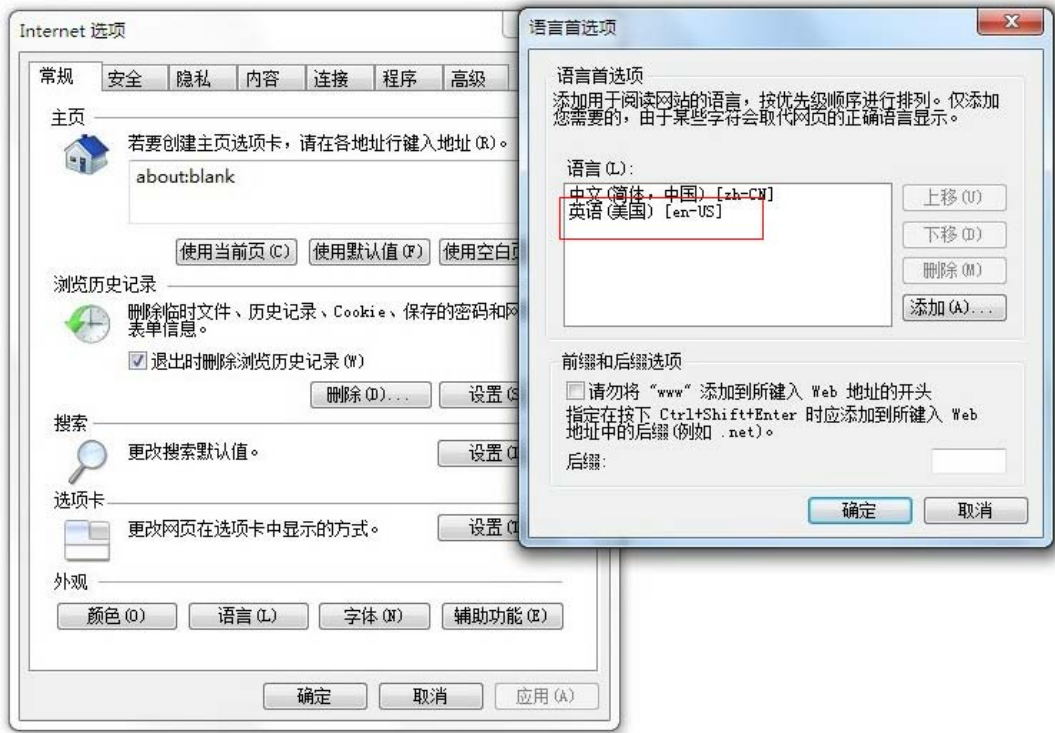 Internet 选项
常规
安全
隐私
内容
连接
程序
高级
主页
若要创建主页选项卡，请在各地址行键入地址(R)。
about:blank
使用当前页(C)
使用默认值(F)
使用空白
浏览历史记录
删除临时文件、历史记录、Cookie、保存的密码和网
表单信息。
退出时删除浏览历史记录(W)
删除(D)...
设置(S
搜索
更改搜索默认值。
设置(
选项卡
更改网页在选项卡中显示的方式。
设置(
外观
颜色(O)
语言(L)
字体(N)
辅助功能(E)
确定
取消
应用(A)
语言首选项
语言首选项
添加用于阅读网站的语言，按优先级顺序进行排列。仅添加
您需要的，由于某些字符会取代网页的正确语言显示。
语言(L):
中文(简体，中国) [zh-CN]
英语(美国) [en-US]
上移(U)
下移(D)
删除(M)
添加(A)...
前缀和后缀选项
请勿将 "www" 添加到所键入 Web 地址的开头
指定在按下 Ctrl+Shift+Enter 时应添加到所键入 Web
地址中的后缀(例如 .net)。
后缀:
确定
取消